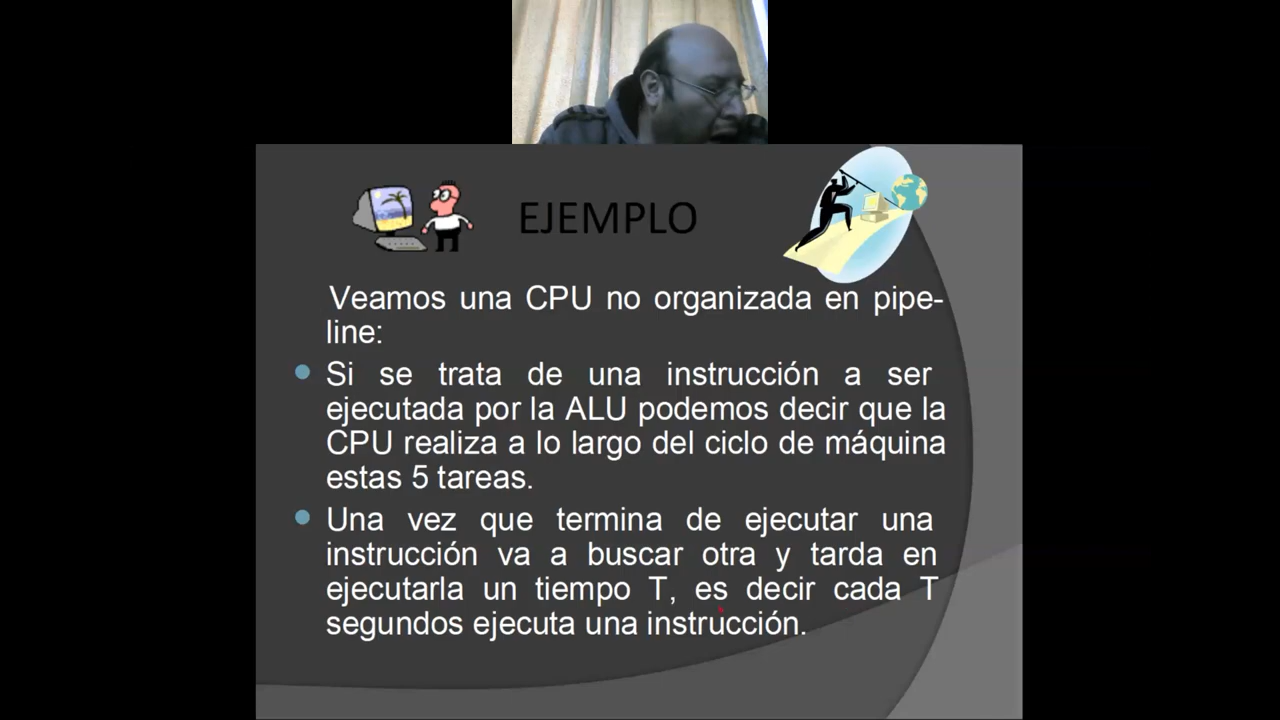 EJEMPLO
Veamos una CPU no organizada en pipe-
line:
Si se trata de una instrucción a ser
ejecutada por la ALU podemos decir que la
CPU realiza a lo largo del ciclo de máquina
estas 5 tareas.
Una vez que termina de ejecutar una
instrucción va a buscar otra y tarda en
ejecutarla un tiempo T, es decir cada T
segundos ejecuta una instrucción.